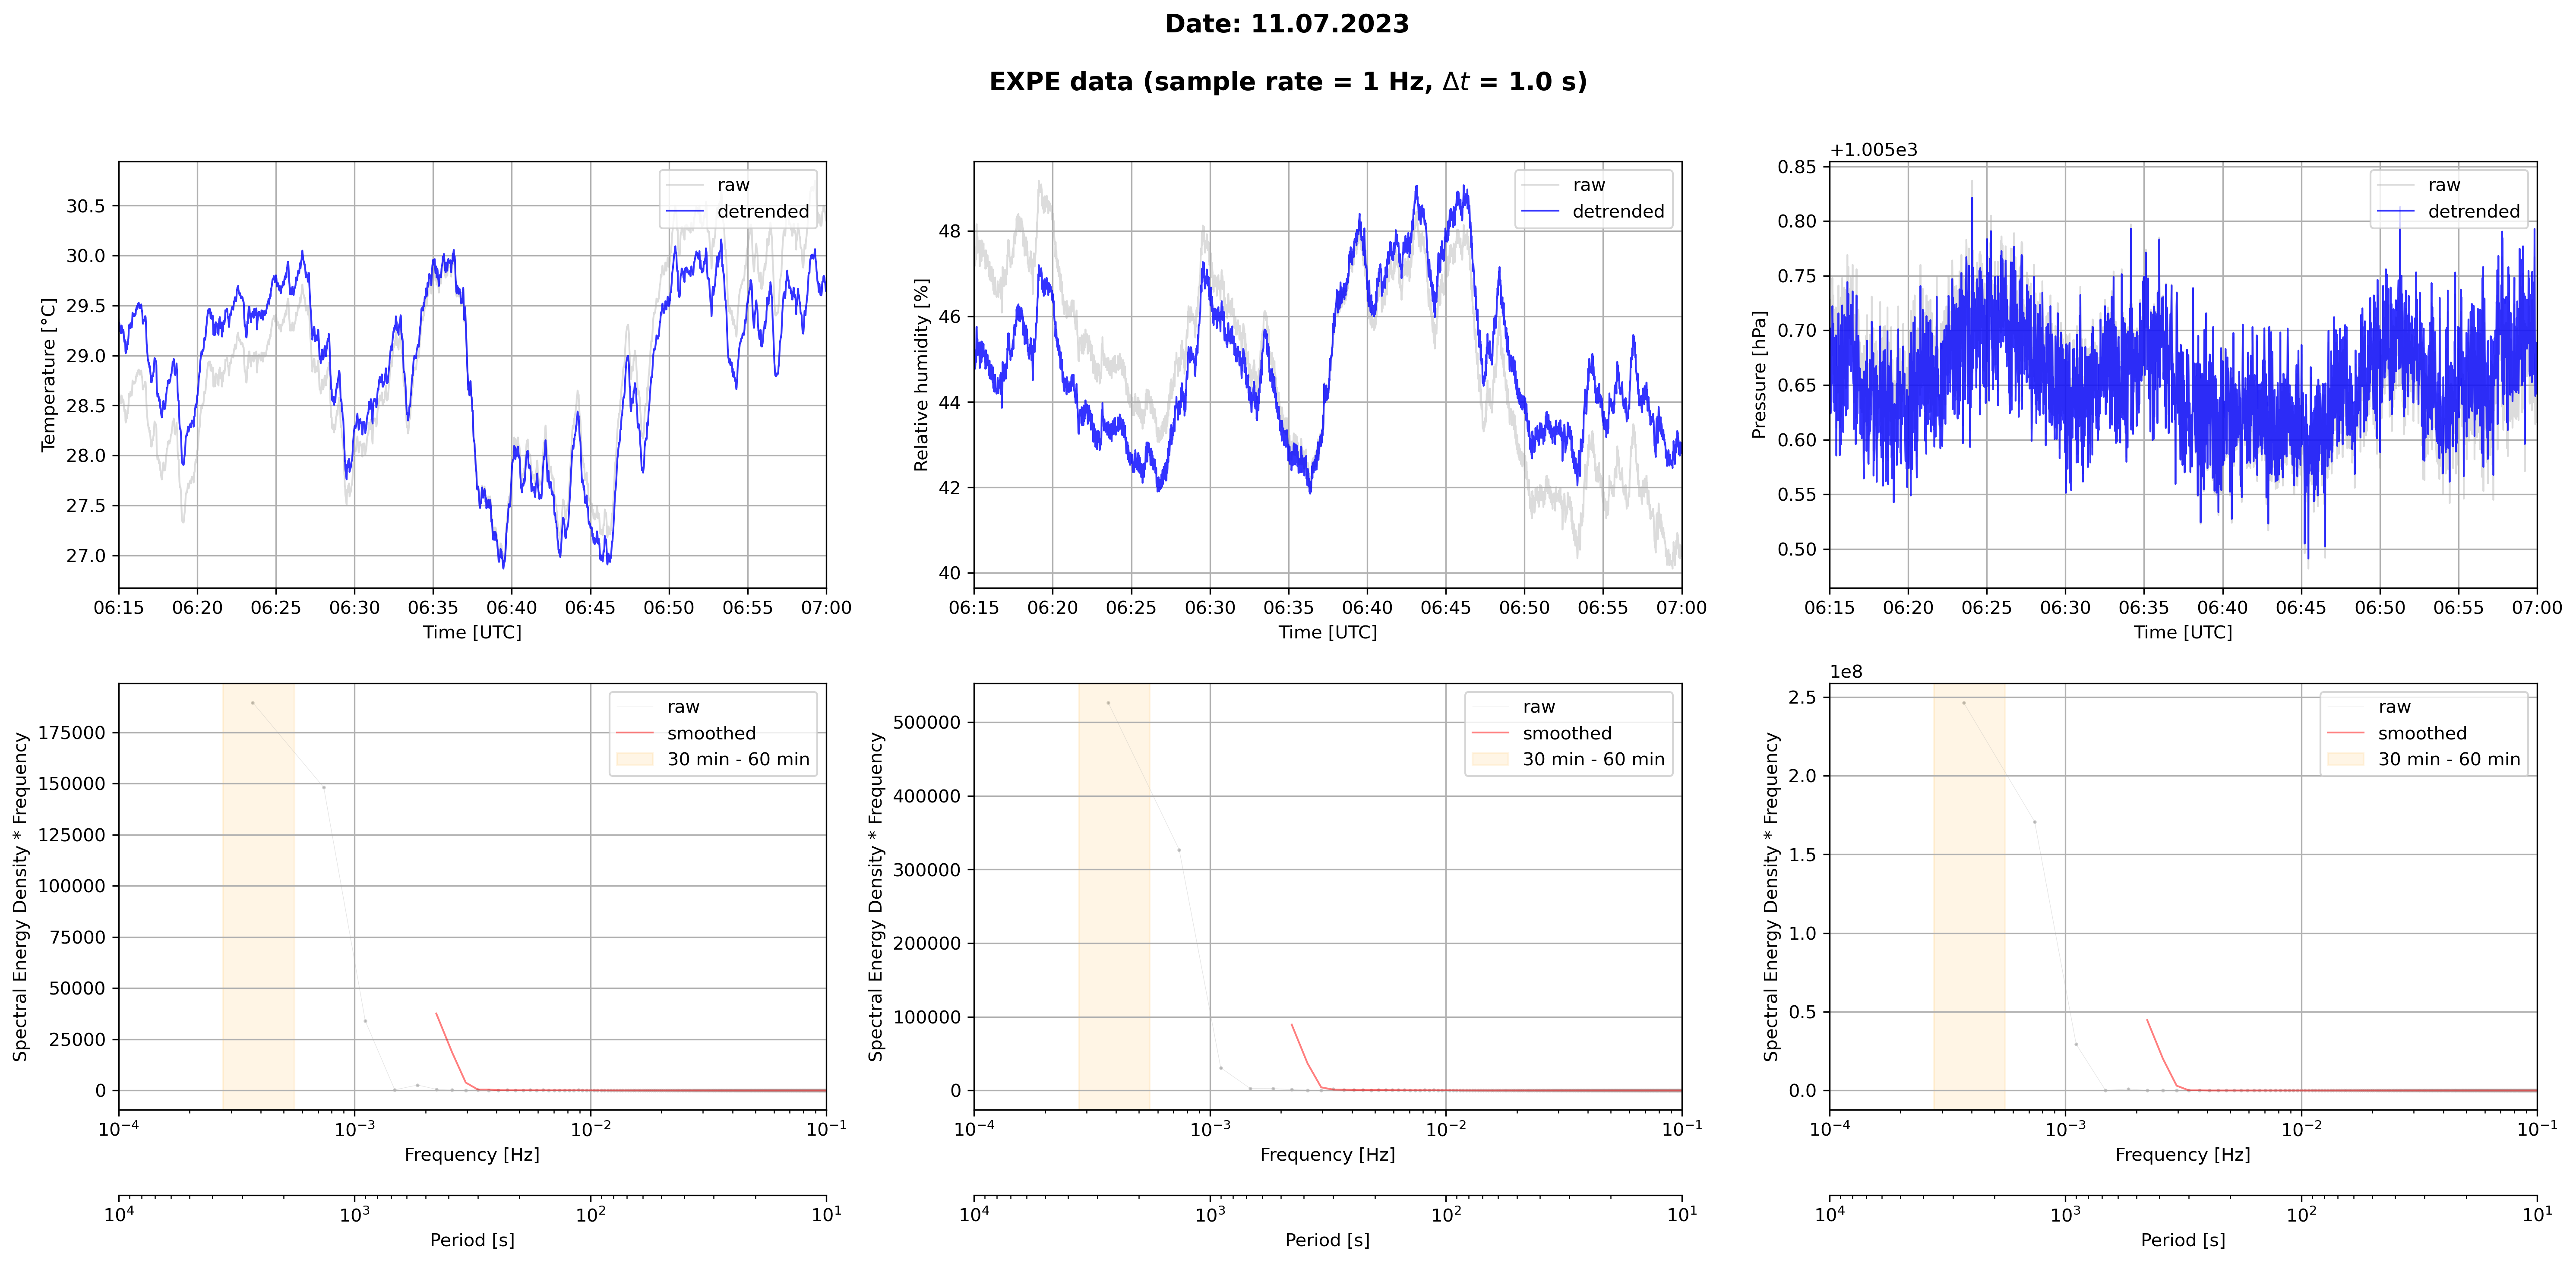 Date: 11.07.2023
EXPE data (sample rate = 1 Hz, Δt = 1.0 s)
Temperature [°C]
30.5
30.0
29.5
29.0
28.5
28.0
27.5
27.0
raw
detrended
06:15 06:20 06:25 06:30 06:35 06:40 06:45 06:50 06:55 07:00
Time [UTC]
Relative humidity [%]
48
46
44
42
40
raw
detrended
06:15 06:20 06:25 06:30 06:35 06:40 06:45 06:50 06:55 07:00
Time [UTC]
+1.005e3
Pressure [hPa]
0.85
0.80
0.75
0.70
0.65
0.60
0.55
0.50
raw
detrended
06:15 06:20 06:25 06:30 06:35 06:40 06:45 06:50 06:55 07:00
Time [UTC]
Spectral Energy Density * Frequency
175000
150000
125000
100000
75000
50000
25000
0
raw
smoothed
30 min - 60 min
10⁻⁴ 10⁻³ 10⁻² 10⁻¹
Frequency [Hz]
10⁴ 10³ 10² 10¹
Period [s]
Spectral Energy Density * Frequency
500000
400000
300000
200000
100000
0
raw
smoothed
30 min - 60 min
10⁻⁴ 10⁻³ 10⁻² 10⁻¹
Frequency [Hz]
10⁴ 10³ 10² 10¹
Period [s]
1e8
Spectral Energy Density * Frequency
2.5
2.0
1.5
1.0
0.5
0.0
raw
smoothed
30 min - 60 min
10⁻⁴ 10⁻³ 10⁻² 10⁻¹
Frequency [Hz]
10⁴ 10³ 10² 10¹
Period [s]